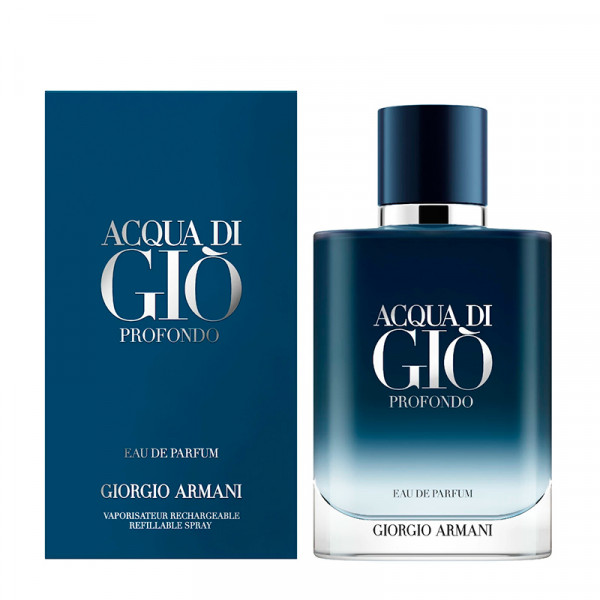 ACQUA DI
GIÒ
PROFONDO
EAU DE PARFUM
GIORGIO ARMANI
VAPORISATEUR RECHARGEABLE
REFILLABLE SPRAY
ACQUA DI
GIÒ
PROFONDO
EAU DE PARFUM
GIORGIO ARMANI